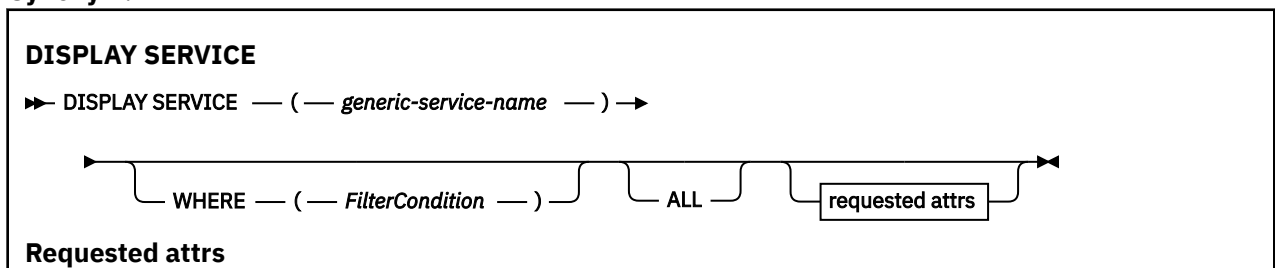 DISPLAY SERVICE
DISPLAY SERVICE ( generic-service-name )
WHERE ( FilterCondition ) ALL requested attrs
Requested attrs